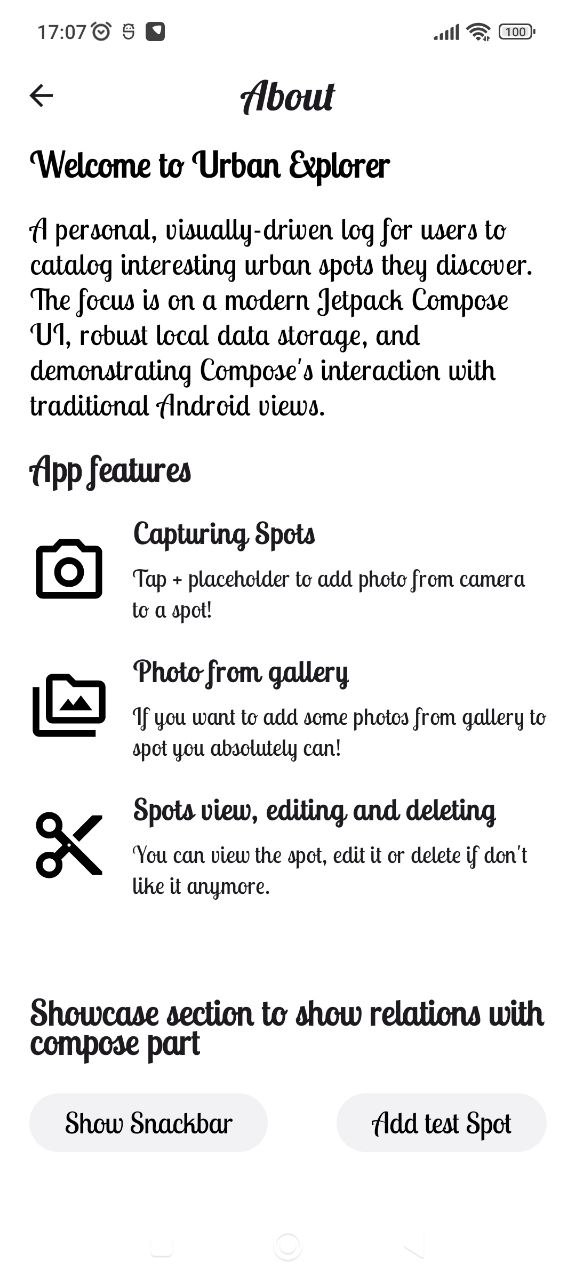 17:07
100
About
Welcome to Urban Explorer
A personal, visually-driven log for users to
catalog interesting urban spots they discover.
The focus is on a modern Jetpack Compose
UI, robust local data storage, and
demonstrating Compose's interaction with
traditional Android views.
App features
Capturing Spots
Tap + placeholder to add photo from camera
to a spot!
Photo from gallery
If you want to add some photos from gallery to
spot you absolutely can!
Spots view, editing and deleting
You can view the spot, edit it or delete if don't
like it anymore.
Showcase section to show relations with
compose part
Show Snackbar
Add test Spot